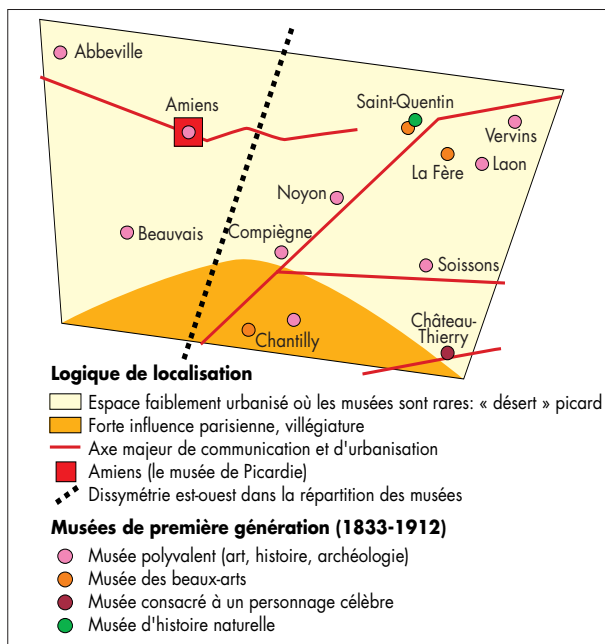 Abbeville
Amiens
Saint-Quentin
Vervins
La Fère
Laon
Noyon
Beauvais
Compiègne
Soissons
Château-
Thierry
Chantilly
Logique de localisation
Espace faiblement urbanisé où les musées sont rares: « désert » picard
Forte influence parisienne, villégiature
Axe majeur de communication et d'urbanisation
Amiens (le musée de Picardie)
Dissymétrie est-ouest dans la répartition des musées
Musées de première génération (1833-1912)
Musée polyvalent (art, histoire, archéologie)
Musée des beaux-arts
Musée consacré à un personnage célèbre
Musée d'histoire naturelle